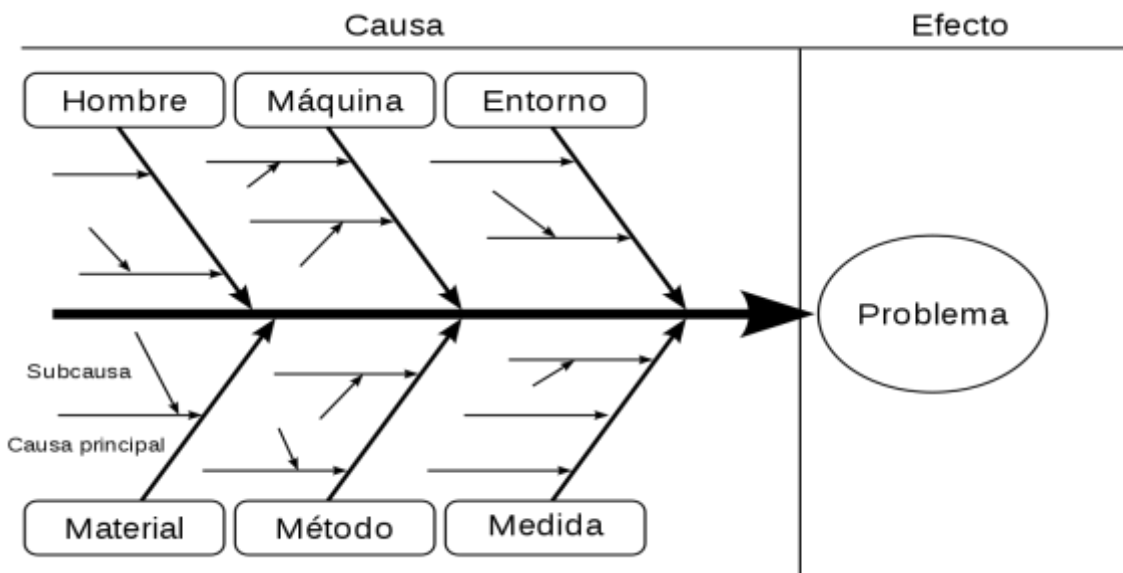 Causa
Efecto
Hombre
Máquina
Entorno
Problema
Subcausa
Causa principal
Material
Método
Medida